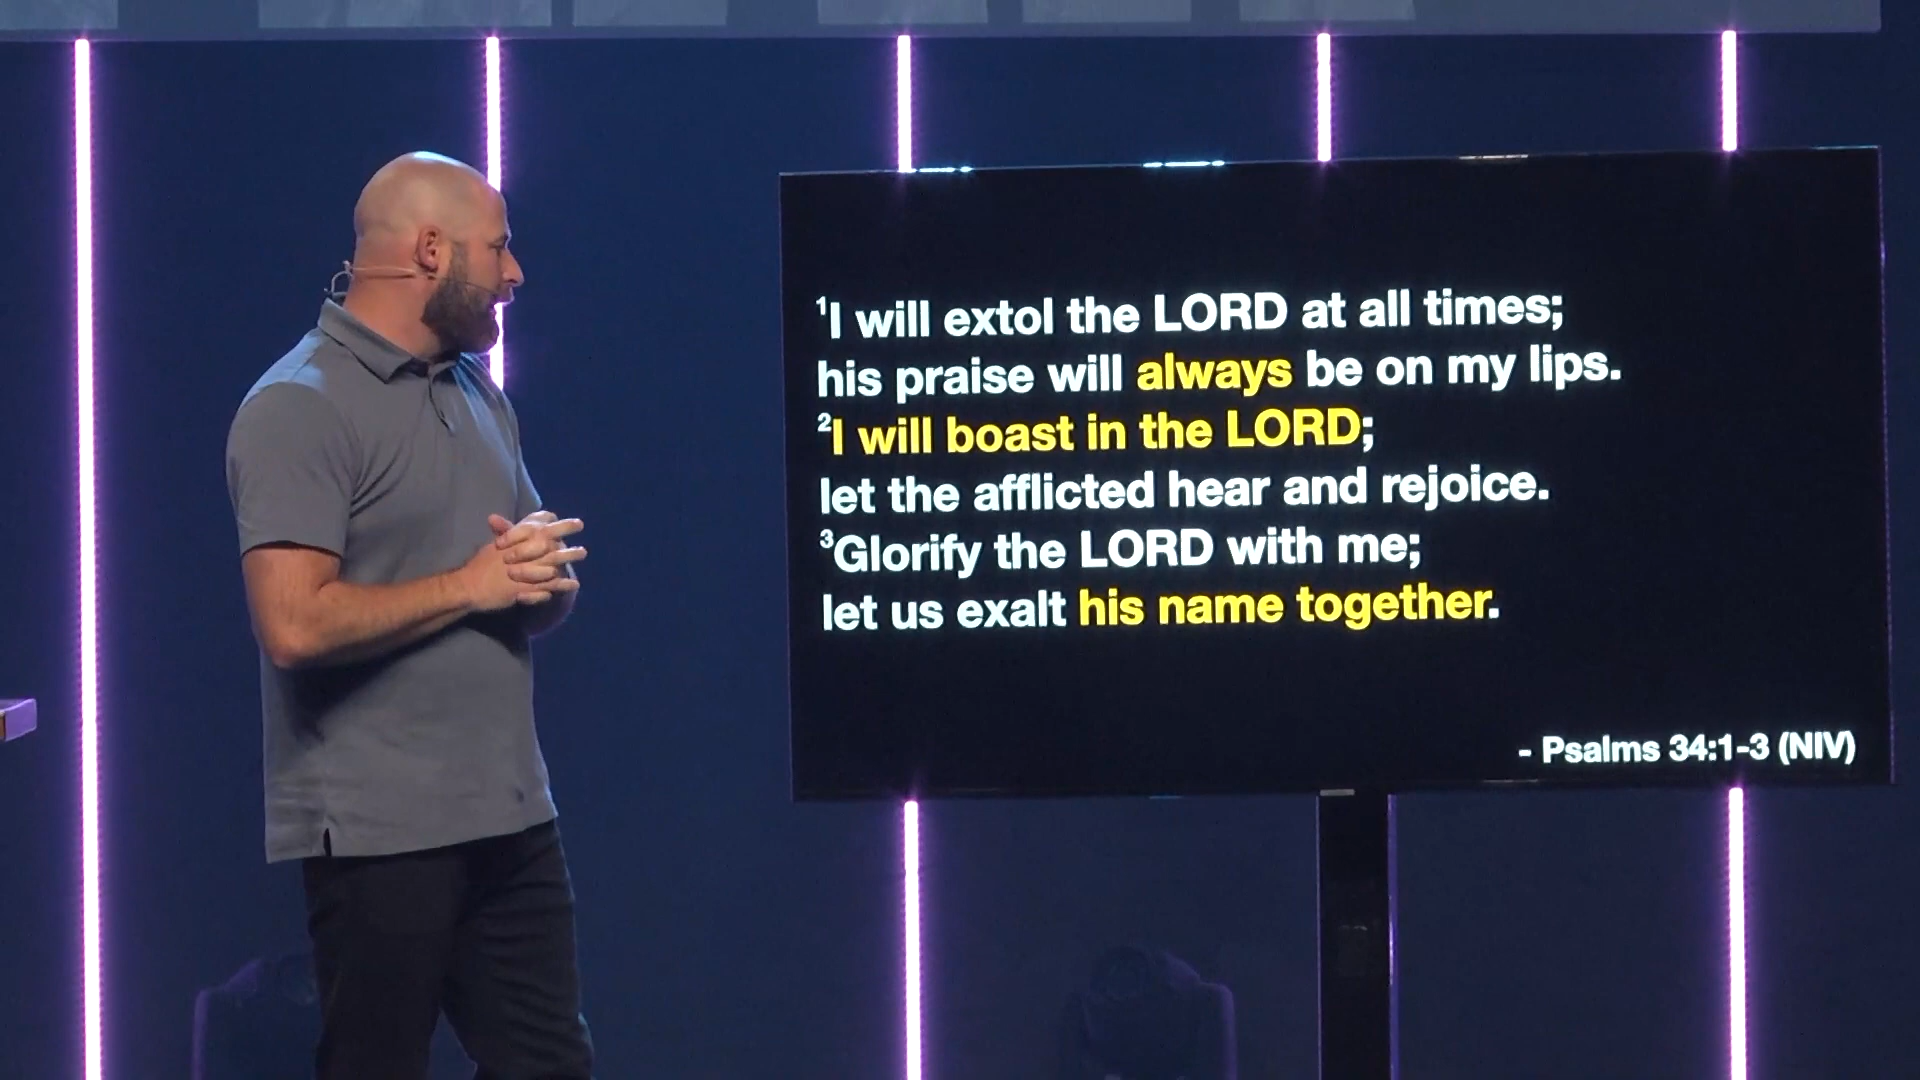 ¹I will extol the LORD at all times;
his praise will always be on my lips.
²I will boast in the LORD;
let the afflicted hear and rejoice.
³Glorify the LORD with me;
let us exalt his name together.
- Psalms 34:1-3 (NIV)